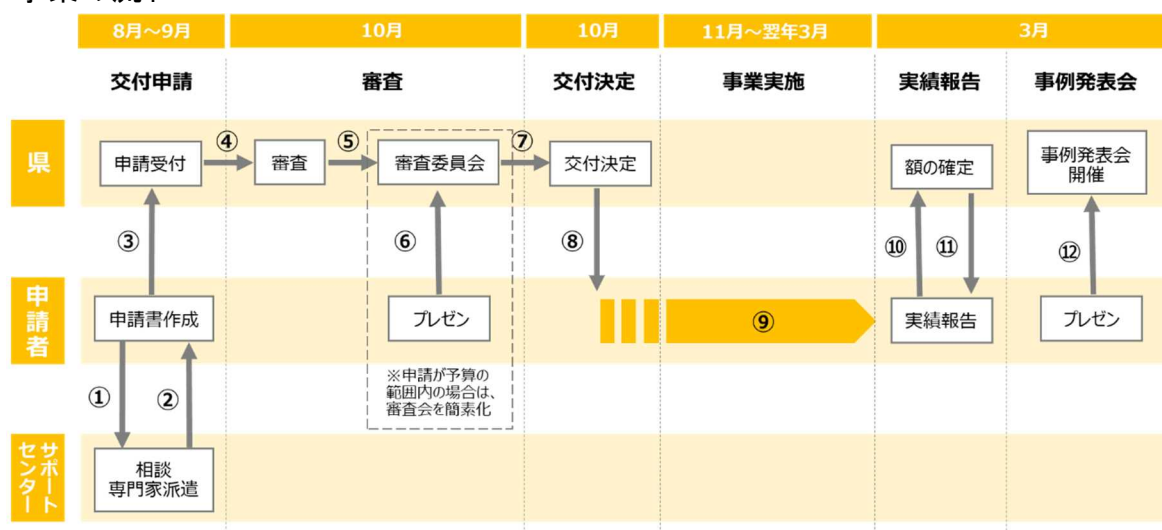 8月～9月
10月
10月
11月～翌年3月
3月
交付申請
審査
交付決定
事業実施
実績報告
事例発表会
県
申請受付
④
審査
⑤
審査委員会
⑦
交付決定
額の確定
事例発表会
開催
③
⑥
⑧
⑩
⑪
⑫
申請者
申請書作成
プレゼン
⑨
実績報告
プレゼン
①
②
※申請が予算の
範囲内の場合は、
審査会を簡素化
サポート
センター
相談
専門家派遣